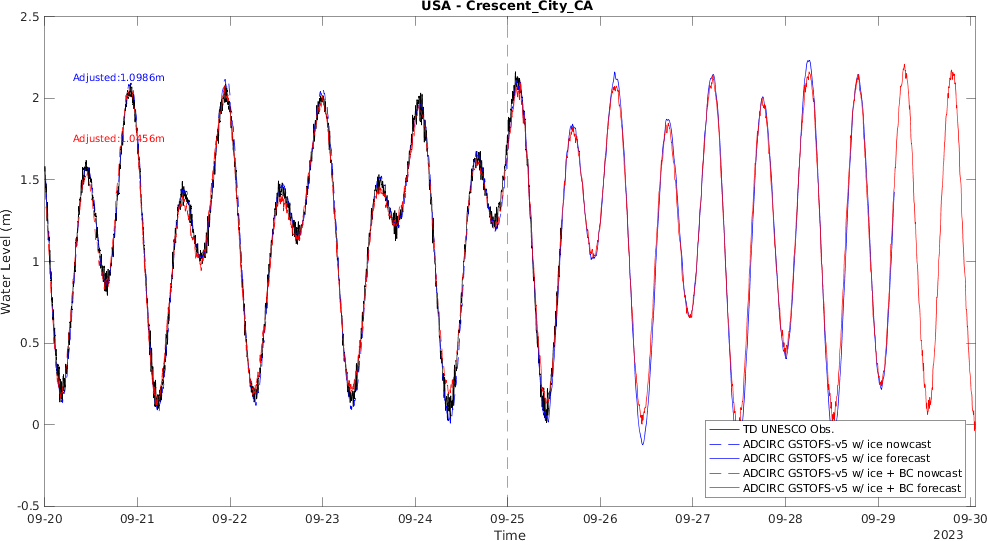 USA - Crescent_City_CA
2.5
2
1.5
1
0.5
0
-0.5
Water Level (m)
Adjusted:1.0986m
Adjusted:1.0456m
TD UNESCO Obs.
ADCIRC GSTOFS-v5 w/ ice nowcast
ADCIRC GSTOFS-v5 w/ ice forecast
ADCIRC GSTOFS-v5 w/ ice + BC nowcast
ADCIRC GSTOFS-v5 w/ ice + BC forecast
09-20 09-21 09-22 09-23 09-24 09-25 09-26 09-27 09-28 09-29 09-30
Time
2023